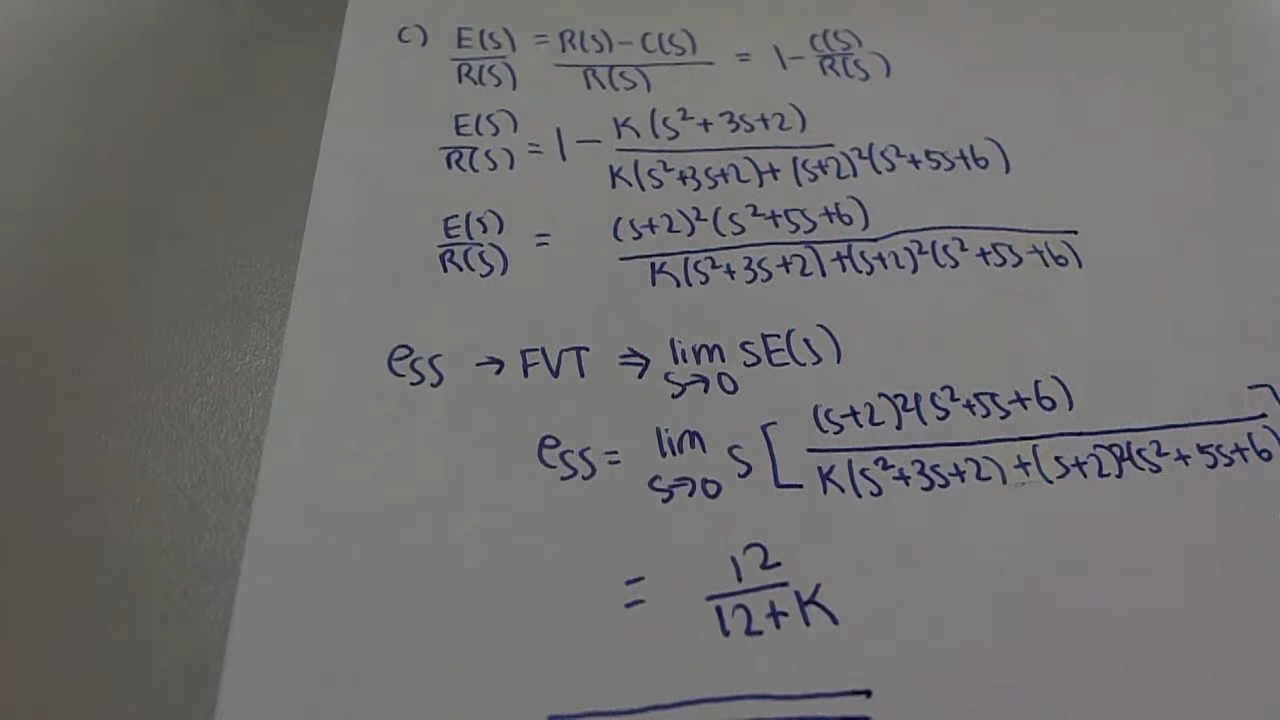 c) E(s)/R(s) = R(s)-C(s)/R(s) = 1 - C(s)/R(s)
E(s)/R(s) = 1 - K(s²+3s+2)/K(s²+3s+2)+(s+2)²(s²+5s+6)
E(s)/R(s) = (s+2)²(s²+5s+6)/K(s²+3s+2)+(s+2)²(s²+5s+6)
ess → FVT ⇒ lim s→0 sE(s)
ess = lim s→0 s[(s+2)²(s²+5s+6)/K(s²+3s+2)+(s+2)²(s²+5s+6)
= 12/12+K